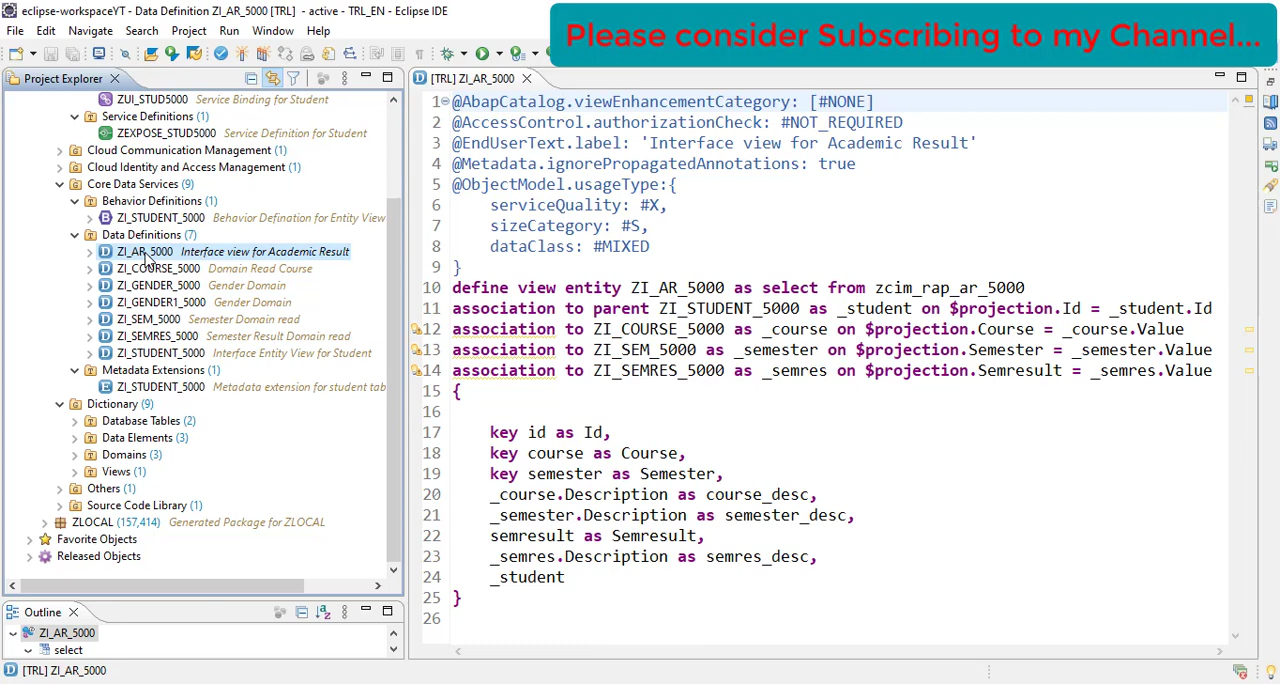 eclipse-workspaceYT - Data Definition ZI_AR_5000 [TRL] - active - TRL_EN - Eclipse IDE
Please consider Subscribing to my Channel...
File Edit Navigate Search Project Run Window Help
Project Explorer
ZUI_STUD5000 Service Binding for Student
Service Definitions (1)
ZEXPOSE_STUD5000 Service Definition for Student
Cloud Communication Management (1)
Cloud Identity and Access Management (1)
Core Data Services (9)
Behavior Definitions (1)
ZI_STUDENT_5000 Behavior Defination for Entity View
Data Definitions (7)
ZI_AR_5000 Interface view for Academic Result
ZI_COURSE_5000 Domain Read Course
ZI_GENDER_5000 Gender Domain
ZI_GENDER1_5000 Gender Domain
ZI_SEM_5000 Semester Domain read
ZI_SEMRES_5000 Semester Result Domain read
ZI_STUDENT_5000 Interface Entity View for Student
Metadata Extensions (1)
ZI_STUDENT_5000 Metadata extension for student tab
Dictionary (9)
Database Tables (2)
Data Elements (3)
Domains (3)
Views (1)
Others (1)
Source Code Library (1)
ZLOCAL (157,414) Generated Package for ZLOCAL
Favorite Objects
Released Objects
Outline
ZI_AR_5000
select
[TRL] ZI_AR_5000
[TRL] ZI_AR_5000
1 @AbapCatalog.viewEnhancementCategory: [#NONE]
2 @AccessControl.authorizationCheck: #NOT_REQUIRED
3 @EndUserText.label: 'Interface view for Academic Result'
4 @Metadata.ignorePropagatedAnnotations: true
5 @ObjectModel.usageType:{
6 serviceQuality: #X,
7 sizeCategory: #S,
8 dataClass: #MIXED
9 }
10 define view entity ZI_AR_5000 as select from zcim_rap_ar_5000
11 association to parent ZI_STUDENT_5000 as _student on $projection.Id = _student.Id
12 association to ZI_COURSE_5000 as _course on $projection.Course = _course.Value
13 association to ZI_SEM_5000 as _semester on $projection.Semester = _semester.Value
14 association to ZI_SEMRES_5000 as _semres on $projection.Semresult = _semres.Value
15 {
16
17 key id as Id,
18 key course as Course,
19 key semester as Semester,
20 _course.Description as course_desc,
21 _semester.Description as semester_desc,
22 semresult as Semresult,
23 _semres.Description as semres_desc,
24 _student
25 }
26